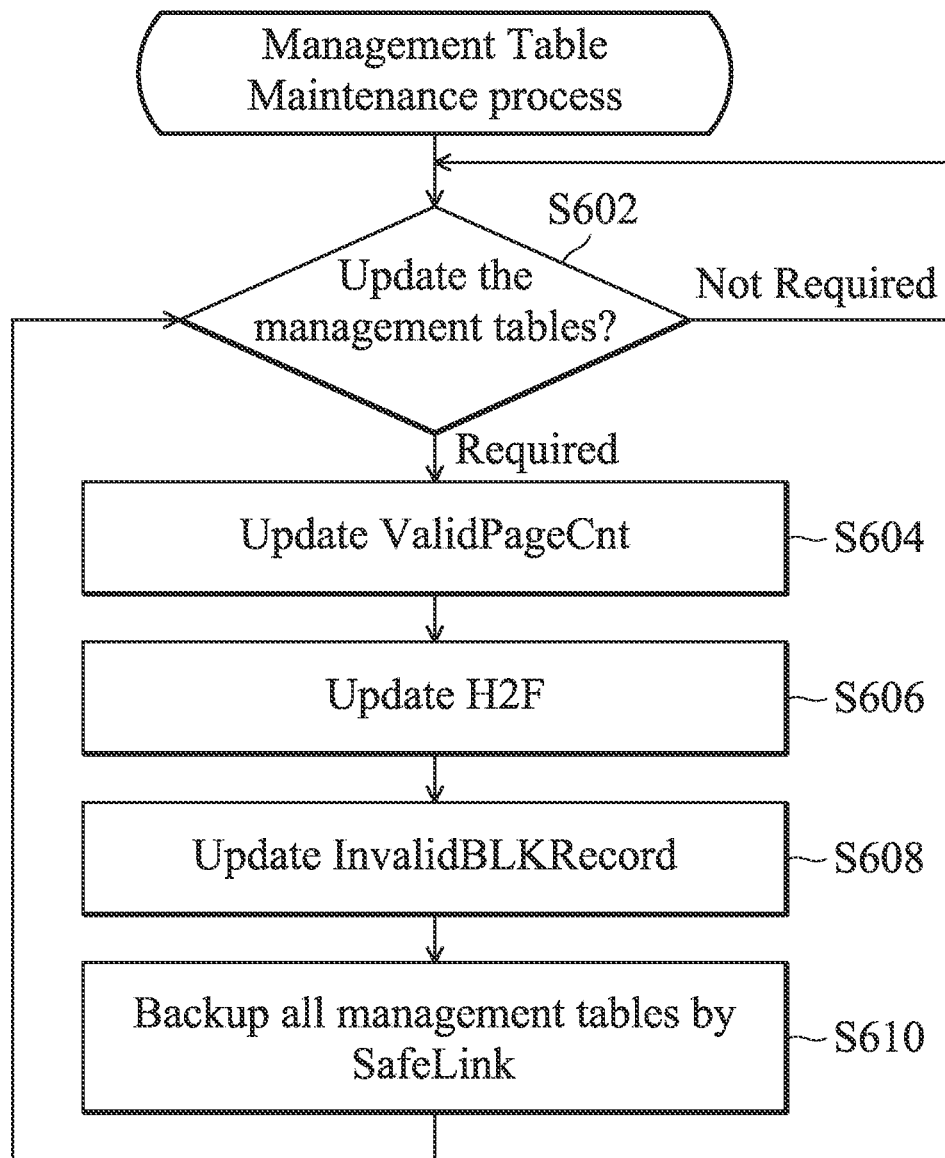 Management Table
Maintenance process
S602
Update the
management tables?
Not Required
Required
Update ValidPageCnt
S604
Update H2F
S606
Update InvalidBLKRecord
S608
Backup all management tables by
SafeLink
S610